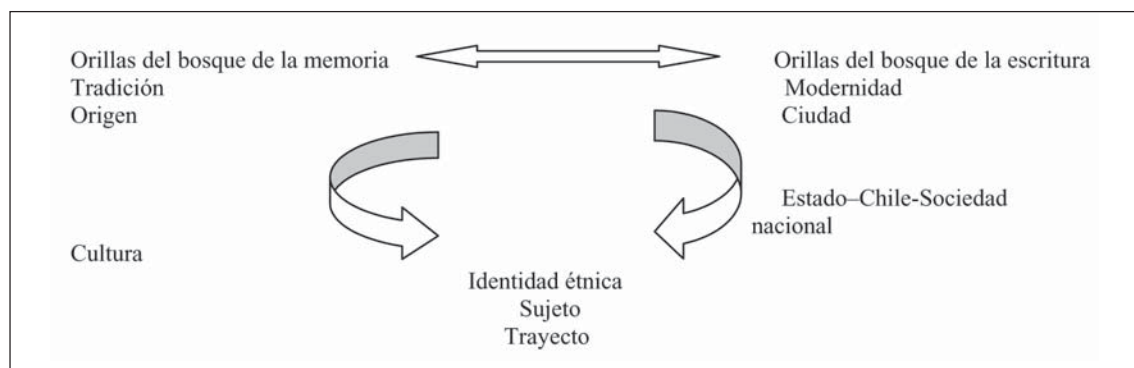 Orillas del bosque de la memoria
Tradición
Origen
Cultura
Orillas del bosque de la escritura
Modernidad
Ciudad
Estado–Chile-Sociedad
nacional
Identidad étnica
Sujeto
Trayecto